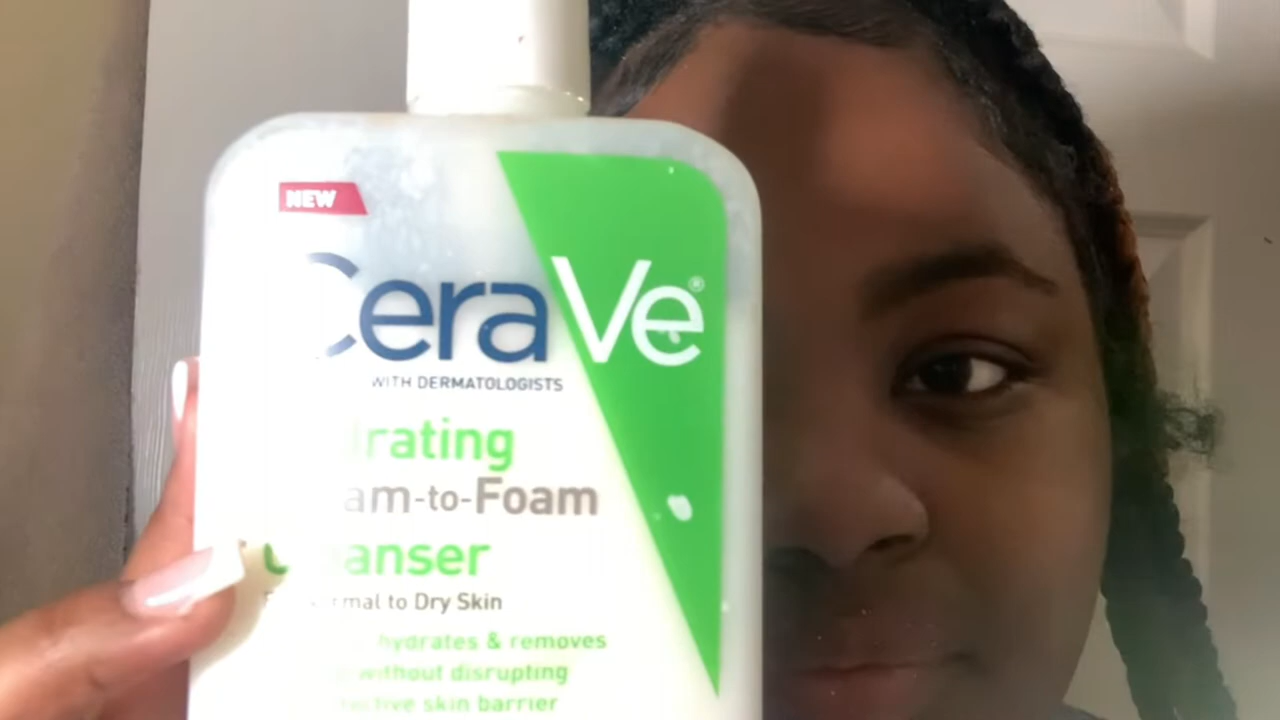 NEW
CeraVe®
WITH DERMATOLOGISTS
drating
am-to-Foam
C anser
rmal to Dry Skin
hydrates & removes
without disrupting
ective skin barrier